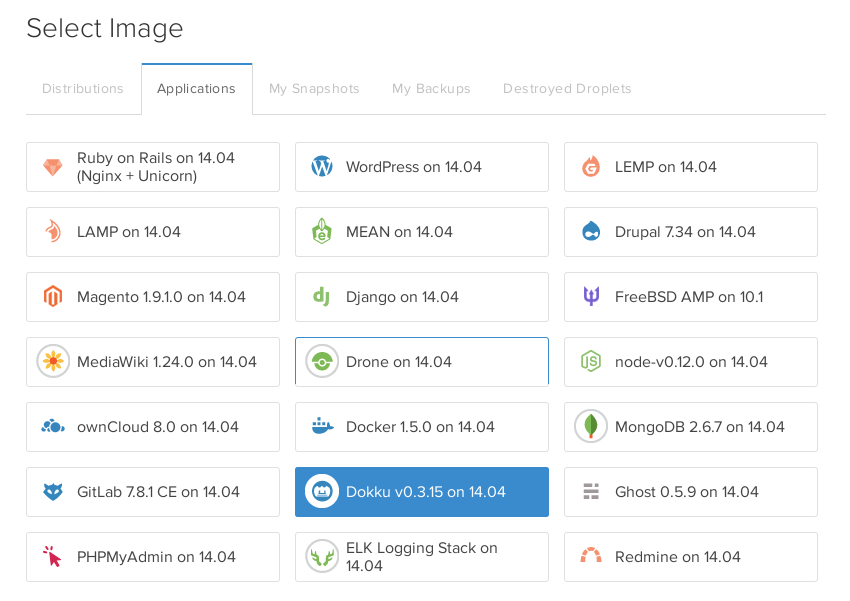 Select Image
Distributions
Applications
My Snapshots
My Backups
Destroyed Droplets
Ruby on Rails on 14.04
(Nginx + Unicorn)
WordPress on 14.04
LEMP on 14.04
LAMP on 14.04
MEAN on 14.04
Drupal 7.34 on 14.04
Magento 1.9.1.0 on 14.04
dj
Django on 14.04
FreeBSD AMP on 10.1
MediaWiki 1.24.0 on 14.04
Drone on 14.04
JS
node-v0.12.0 on 14.04
ownCloud 8.0 on 14.04
Docker 1.5.0 on 14.04
MongoDB 2.6.7 on 14.04
GitLab 7.8.1 CE on 14.04
Dokku v0.3.15 on 14.04
Ghost 0.5.9 on 14.04
PHPMyAdmin on 14.04
ELK Logging Stack on
14.04
Redmine on 14.04